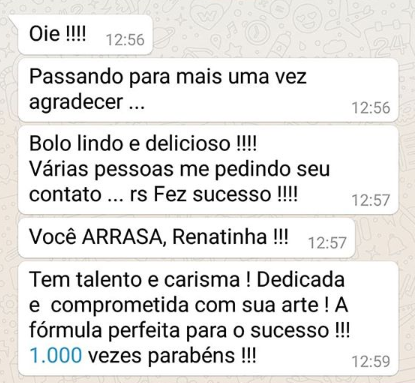 Oie !!!! 12:56
Passando para mais uma vez
agradecer ... 12:56
Bolo lindo e delicioso !!!!
Várias pessoas me pedindo seu
contato ... rs Fez sucesso !!!! 12:57
Você ARRASA, Renatinha !!! 12:57
Tem talento e carisma ! Dedicada
e comprometida com sua arte ! A
fórmula perfeita para o sucesso !!!
1.000 vezes parabéns !!! 12:59